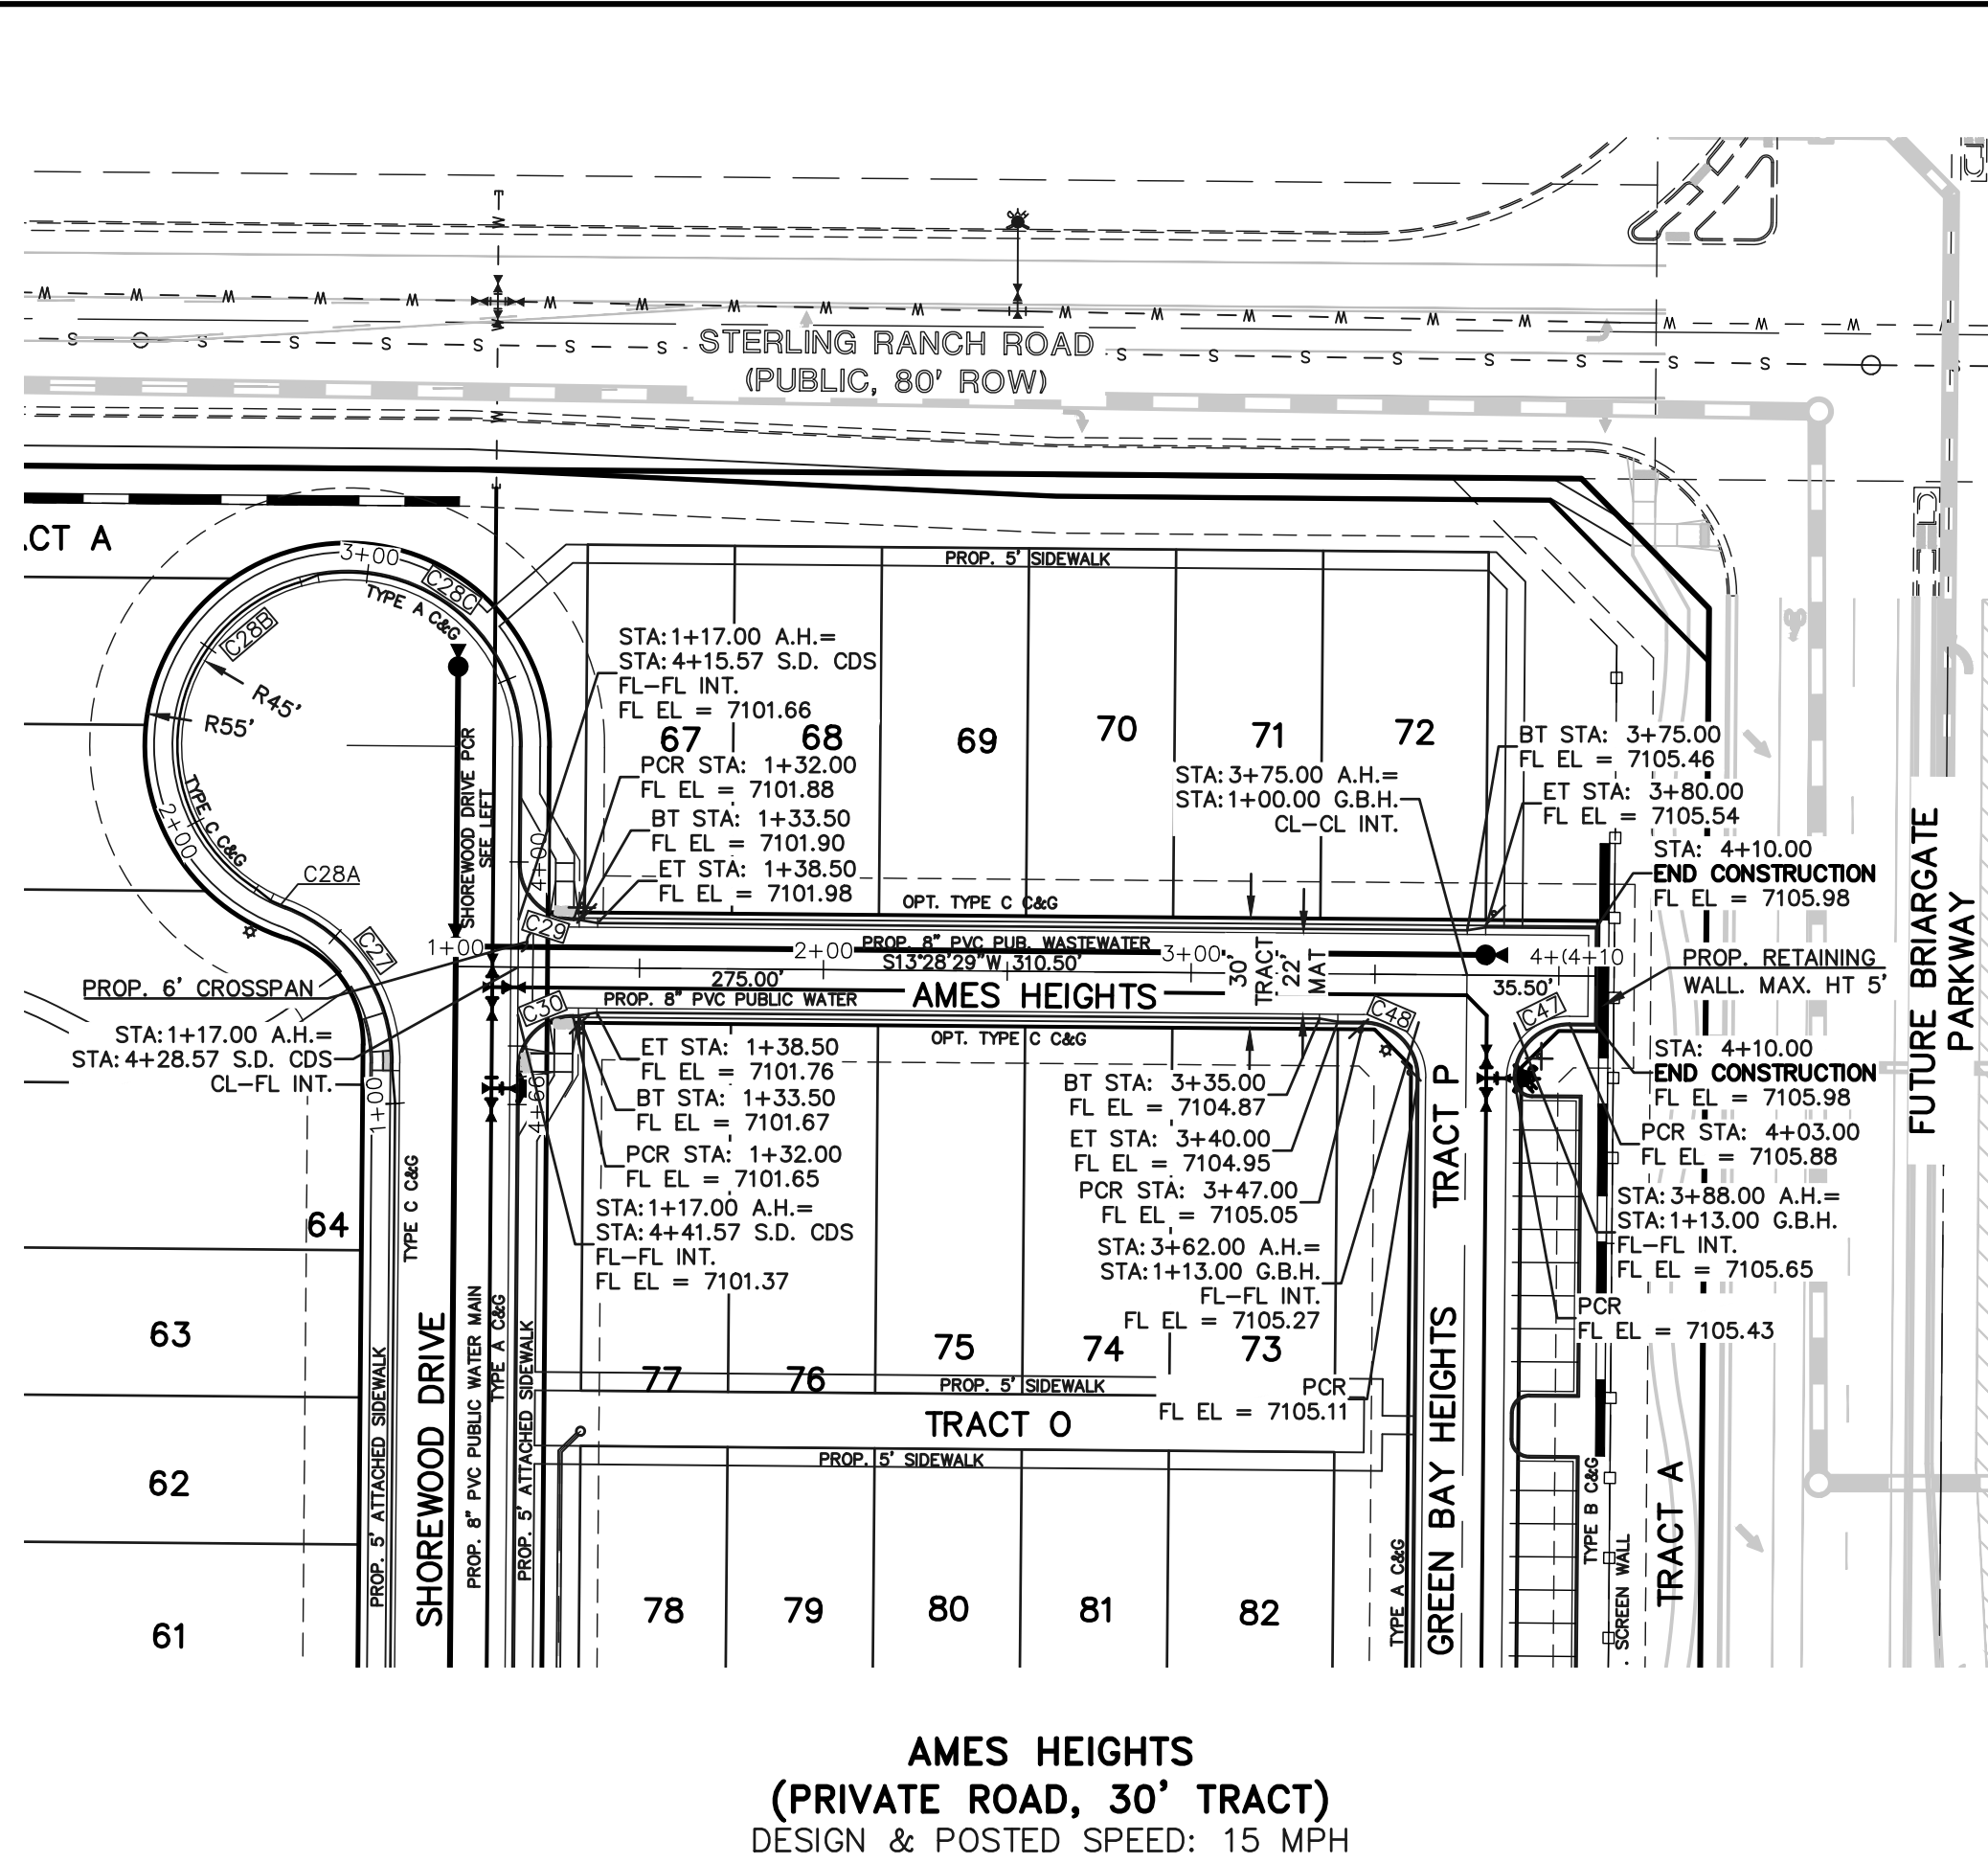 STERLING RANCH ROAD
(PUBLIC, 80' ROW)
CT A
3+00
C28C
TYPE A C&G
C28B
R45'
R55'
TYPE C C&G
2+00
C28A
C27
SHOREWOOD DRIVE PCR
SEE LEFT
PROP. 5' SIDEWALK
STA:1+17.00 A.H.=
STA:4+15.57 S.D. CDS
FL-FL INT.
FL EL = 7101.66
67
68
69
70
71
72
PCR STA: 1+32.00
FL EL = 7101.88
BT STA: 1+33.50
FL EL = 7101.90
ET STA: 1+38.50
FL EL = 7101.98
4+00
STA:3+75.00 A.H.=
STA:1+00.00 G.B.H.
CL-CL INT.
BT STA: 3+75.00
FL EL = 7105.46
ET STA: 3+80.00
FL EL = 7105.54
STA: 4+10.00
END CONSTRUCTION
FL EL = 7105.98
OPT. TYPE C C&G
C29
1+00
2+00
PROP. 8" PVC PUB. WASTEWATER
3+00
S13°28'29"W 310.50'
275.00'
PROP. 8" PVC PUBLIC WATER
AMES HEIGHTS
30'
TRACT
22'
MAT
4+(4+10
35.50'
PROP. RETAINING
WALL. MAX. HT 5'
FUTURE BRIARGATE
PARKWAY
PROP. 6' CROSSPAN
STA:1+17.00 A.H.=
STA:4+28.57 S.D. CDS
CL-FL INT.
C30
C48
C47
OPT. TYPE C C&G
1+00
4+66
ET STA: 1+38.50
FL EL = 7101.76
BT STA: 1+33.50
FL EL = 7101.67
PCR STA: 1+32.00
FL EL = 7101.65
STA:1+17.00 A.H.=
STA:4+41.57 S.D. CDS
FL-FL INT.
FL EL = 7101.37
BT STA: 3+35.00
FL EL = 7104.87
ET STA: 3+40.00
FL EL = 7104.95
PCR STA: 3+47.00
FL EL = 7105.05
STA:3+62.00 A.H.=
STA:1+13.00 G.B.H.
FL-FL INT.
FL EL = 7105.27
PCR
FL EL = 7105.11
TRACT P
STA: 4+10.00
END CONSTRUCTION
FL EL = 7105.98
PCR STA: 4+03.00
FL EL = 7105.88
STA:3+88.00 A.H.=
STA:1+13.00 G.B.H.
FL-FL INT.
FL EL = 7105.65
PCR
FL EL = 7105.43
TYPE C C&G
64
63
62
61
PROP. 5' ATTACHED SIDEWALK
SHOREWOOD DRIVE
PROP. 8" PVC PUBLIC WATER MAIN
TYPE A C&G
PROP. 5' ATTACHED SIDEWALK
77
76
75
74
73
PROP. 5' SIDEWALK
TRACT O
PROP. 5' SIDEWALK
78
79
80
81
82
TYPE A C&G
GREEN BAY HEIGHTS
TYPE B C&G
SCREEN WALL
TRACT A
AMES HEIGHTS
(PRIVATE ROAD, 30' TRACT)
DESIGN & POSTED SPEED: 15 MPH